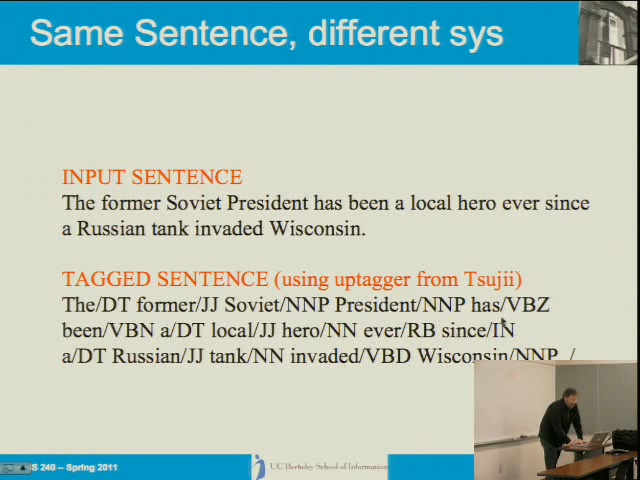 Same Sentence, different sys
INPUT SENTENCE
The former Soviet President has been a local hero ever since
a Russian tank invaded Wisconsin.
TAGGED SENTENCE (using uptagger from Tsujii)
The/DT former/JJ Soviet/NNP President/NNP has/VBZ
been/VBN a/DT local/JJ hero/NN ever/RB since/IN
a/DT Russian/JJ tank/NN invaded/VBD Wisconsin/NNP /
S 240 – Spring 2011
UC Berkeley School of Information